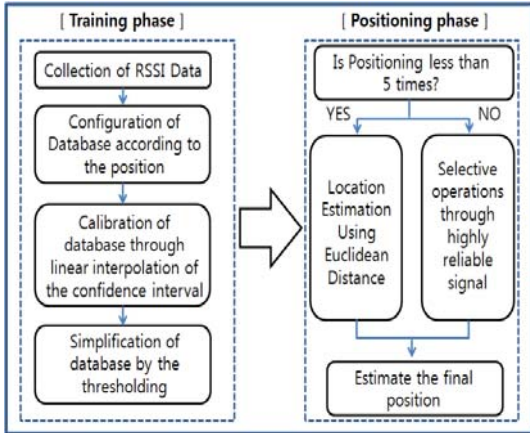 [ Training phase ]
Collection of RSSI Data
Configuration of
Database according to
the position
Calibration of
database through
linear interpolation of
the confidence interval
Simplification of
database by the
thresholding
[ Positioning phase ]
Is Positioning less than
5 times?
YES
NO
Location
Estimation
Using
Euclidean
Distance
Selective
operations
through
highly
reliable
signal
Estimate the final
position